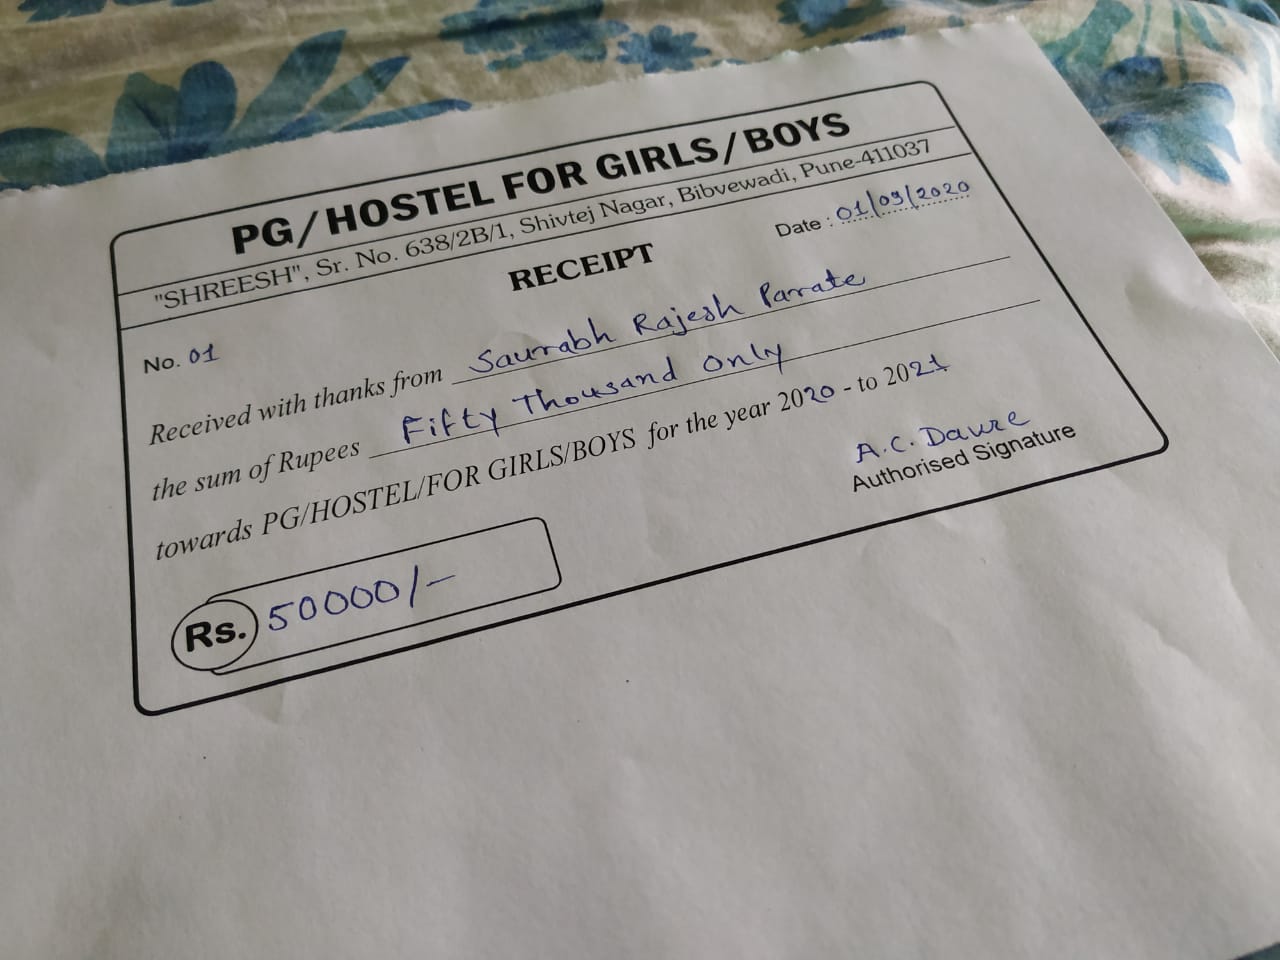 PG/HOSTEL FOR GIRLS/BOYS
"SHREESH", Sr. No. 638/2B/1, Shivtej Nagar, Bibvewadi, Pune-411037
RECEIPT
Date : 01/09/2020
No. 01
Received with thanks from Saurabh Rajesh Parate
the sum of Rupees Fifty Thousand Only
towards PG/HOSTEL/FOR GIRLS/BOYS for the year 2020 - to 2021
A.C. Davre
Authorised Signature
Rs. 50000/-